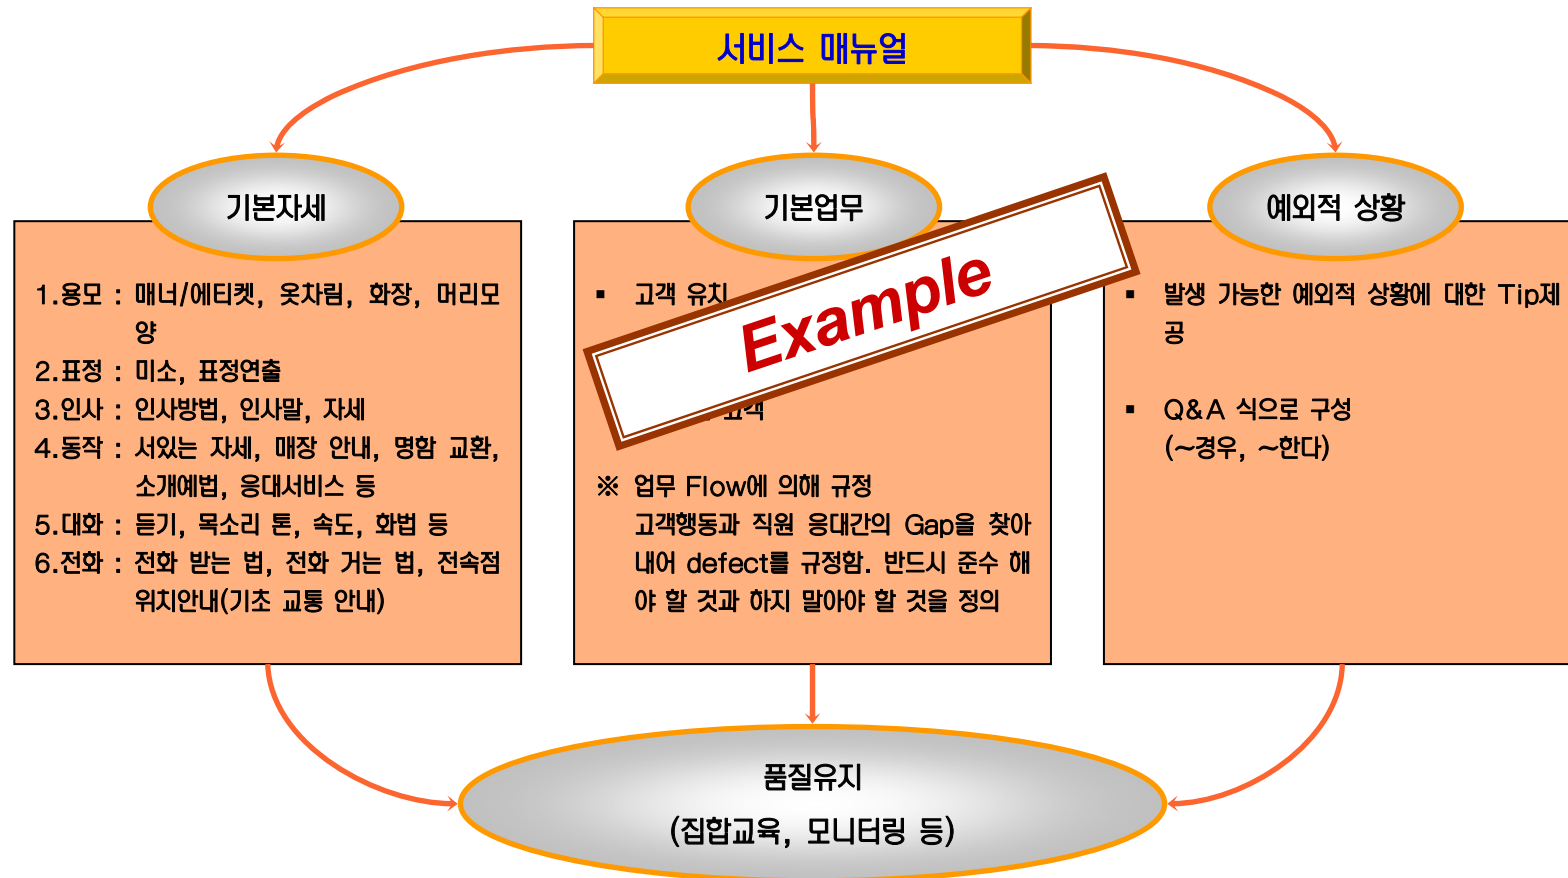 서비스 매뉴얼
기본자세
1.용모 : 매너/에티켓, 옷차림, 화장, 머리모
양
2.표정 : 미소, 표정연출
3.인사 : 인사방법, 인사말, 자세
4.동작 : 서있는 자세, 매장 안내, 명함 교환,
소개예법, 응대서비스 등
5.대화 : 듣기, 목소리 톤, 속도, 화법 등
6.전화 : 전화 받는 법, 전화 거는 법, 전속점
위치안내(기초 교통 안내)
기본업무
▪ 고객 유치
Example
고객
※ 업무 Flow에 의해 규정
고객행동과 직원 응대간의 Gap을 찾아
내어 defect를 규정함. 반드시 준수 해
야 할 것과 하지 말아야 할 것을 정의
예외적 상황
▪ 발생 가능한 예외적 상황에 대한 Tip제
공
▪ Q&A 식으로 구성
(~경우, ~한다)
품질유지
(집합교육, 모니터링 등)